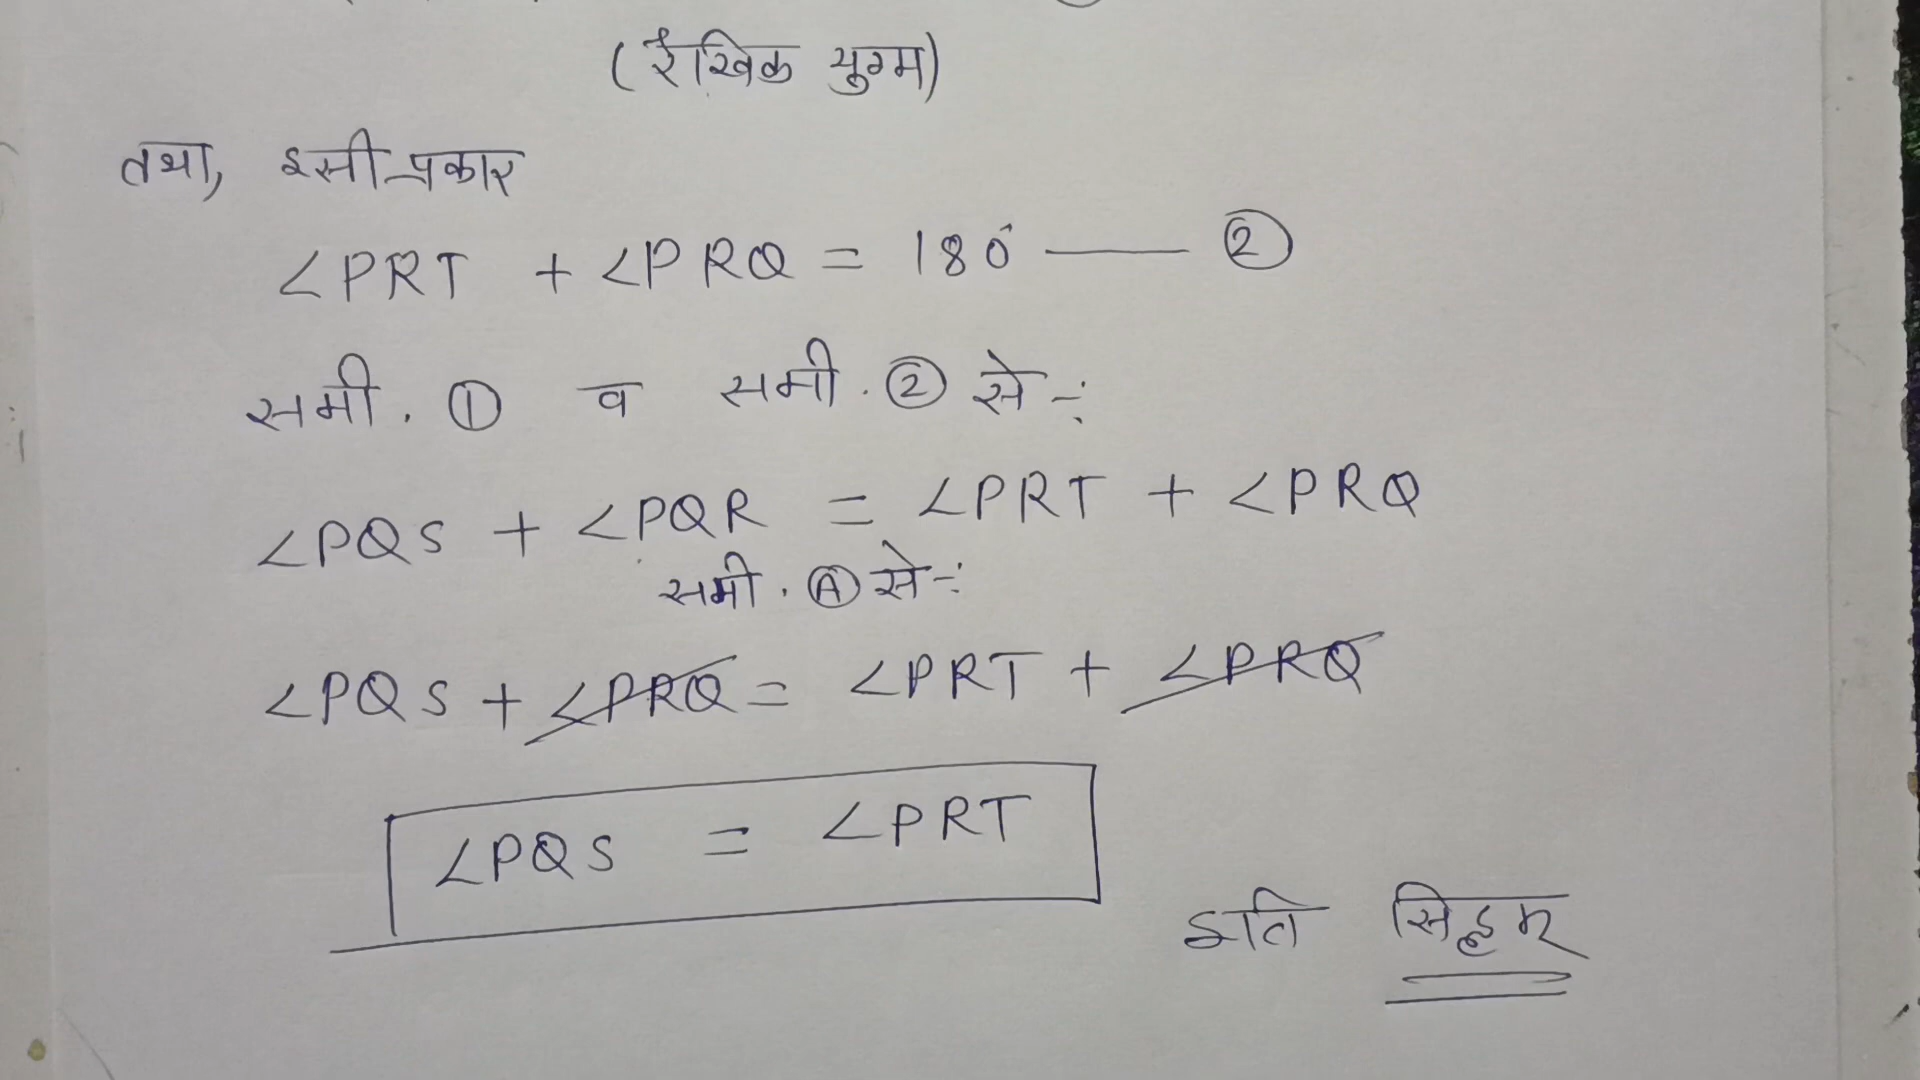 (रैखिक युग्म)
तथा, इसी प्रकार
∠PRT + ∠PRQ = 180° —— ②
समी. ① व समी. ② से -:
∠PQS + ∠PQR = ∠PRT + ∠PRQ
समी. Ⓐ से -:
∠PQS + ∠PRQ = ∠PRT + ∠PRQ
∠PQS = ∠PRT
इति सिद्धम्